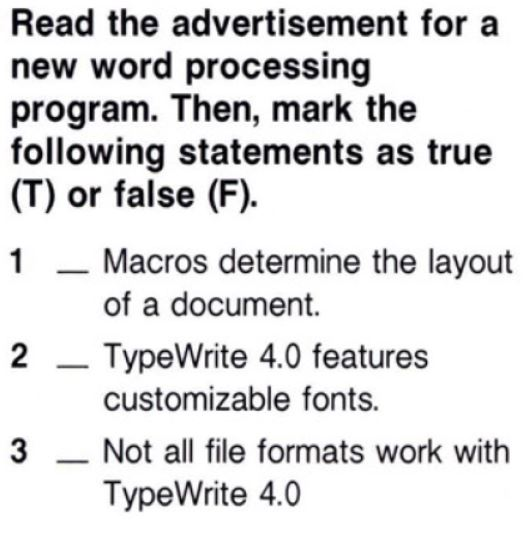 Read the advertisement for a
new word processing
program. Then, mark the
following statements as true
(T) or false (F).
1 __ Macros determine the layout
of a document.
2 __ TypeWrite 4.0 features
customizable fonts.
3 __ Not all file formats work with
TypeWrite 4.0